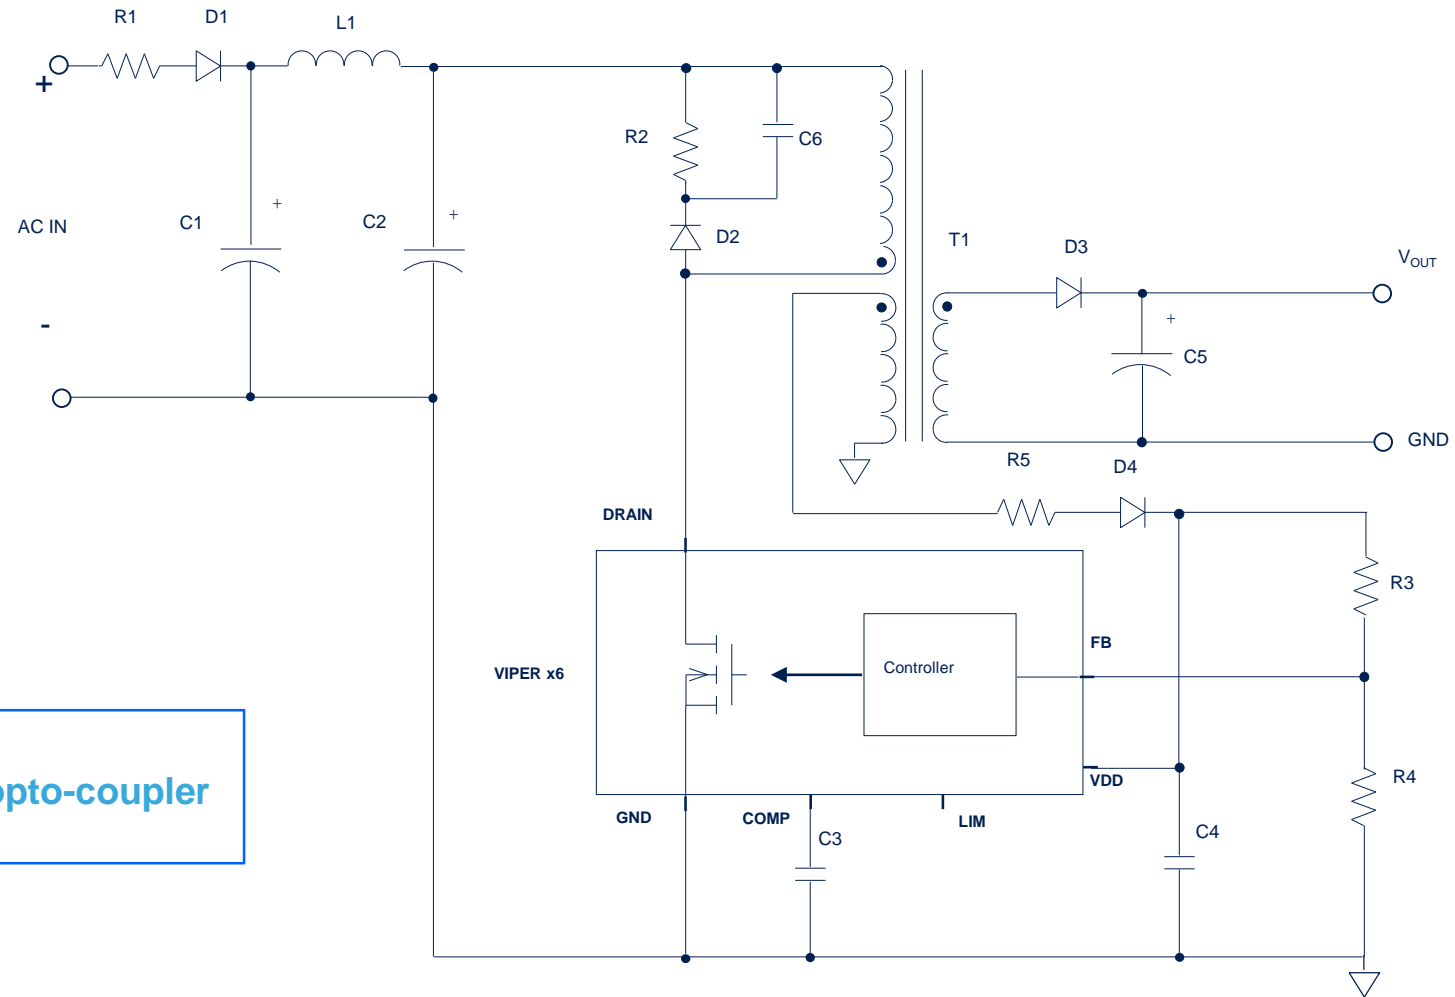 R1
D1
L1
+
AC IN
-
C1
+
C2
+
R2
C6
D2
T1
D3
VOUT
+
C5
GND
R5
D4
DRAIN
R3
FB
VIPER x6
Controller
VDD
R4
GND
COMP
LIM
C3
C4
opto-coupler